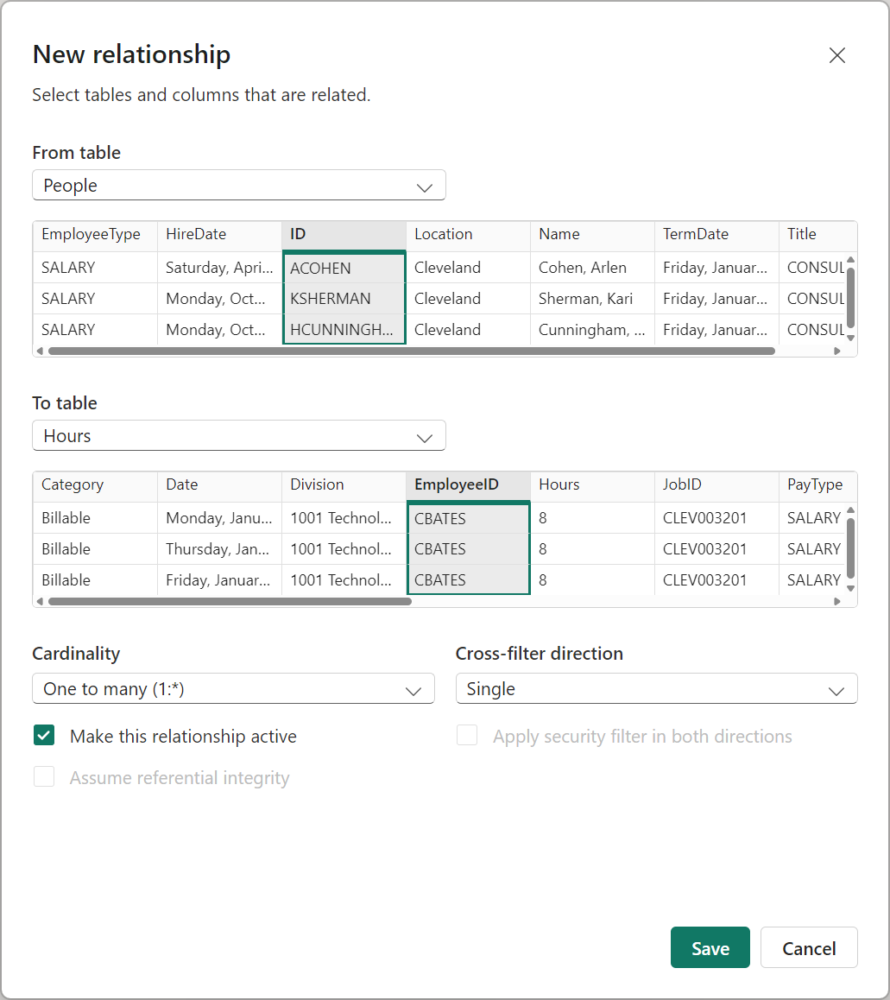 New relationship
Select tables and columns that are related.
From table
People
EmployeeType HireDate ID Location Name TermDate Title
SALARY Saturday, Apri... ACOHEN Cleveland Cohen, Arlen Friday, Januar... CONSUL
SALARY Monday, Oct... KSHERMAN Cleveland Sherman, Kari Friday, Januar... CONSUL
SALARY Monday, Oct... HCUNNINGH... Cleveland Cunningham, ... Friday, Januar... CONSUL
To table
Hours
Category Date Division EmployeeID Hours JobID PayType
Billable Monday, Janu... 1001 Technol... CBATES 8 CLEV003201 SALARY
Billable Thursday, Jan... 1001 Technol... CBATES 8 CLEV003201 SALARY
Billable Friday, Januar... 1001 Technol... CBATES 8 CLEV003201 SALARY
Cardinality Cross-filter direction
One to many (1:*) Single
Make this relationship active Apply security filter in both directions
Assume referential integrity
Save Cancel